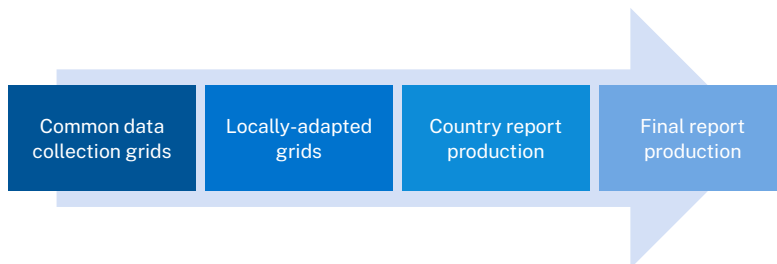 Common data
collection grids
Locally-adapted
grids
Country report
production
Final report
production